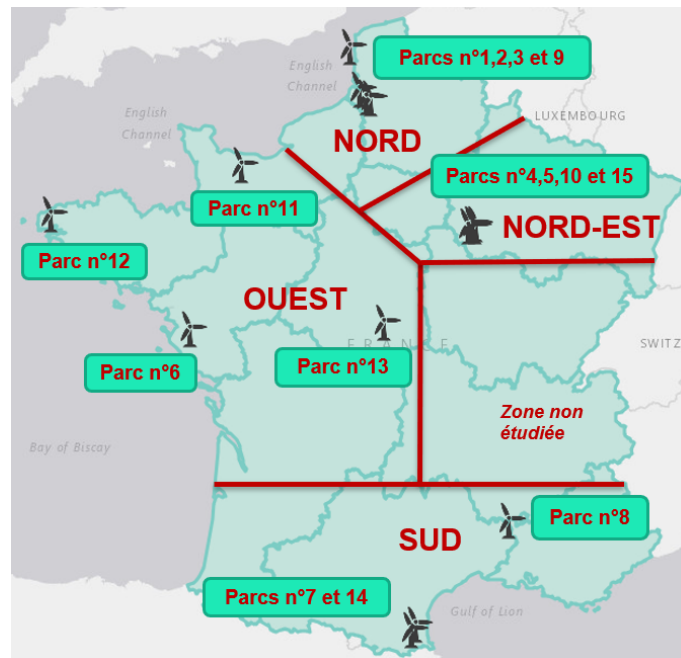 Parcs n°1,2,3 et 9
English
Channel
English
Channel
LUXEMBOURG
NORD
Parcs n°4,5,10 et 15
Parc n°11
NORD-EST
Parc n°12
OUEST
FRANCE
SWITZ
Parc n°6
Parc n°13
Zone non
étudiée
Bay of Biscay
Parc n°8
SUD
Parcs n°7 et 14
Gulf of Lion